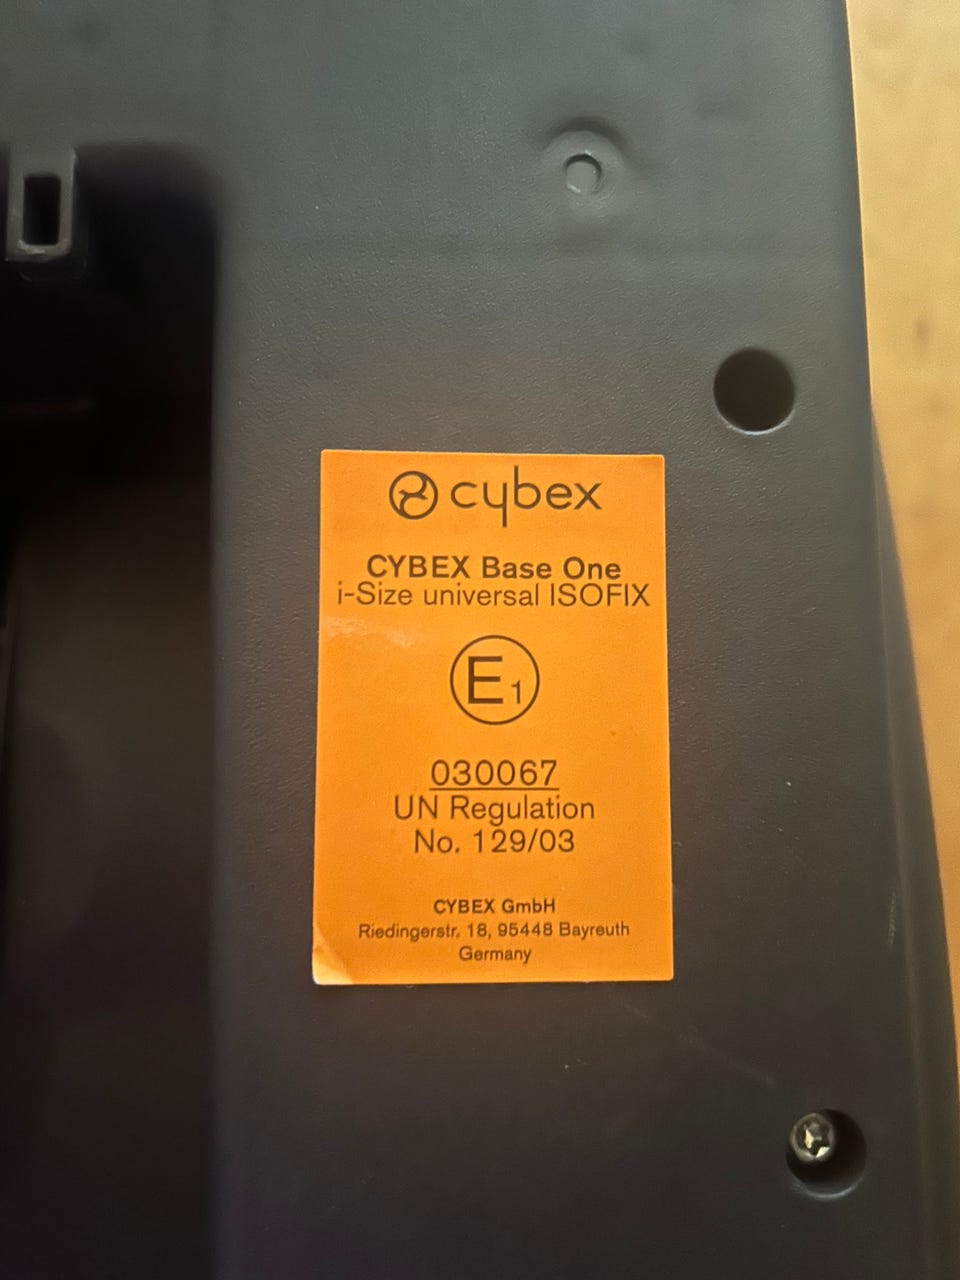 cybex
CYBEX Base One
i-Size universal ISOFIX
E1
030067
UN Regulation
No. 129/03
CYBEX GmbH
Riedingerstr. 18, 95448 Bayreuth
Germany